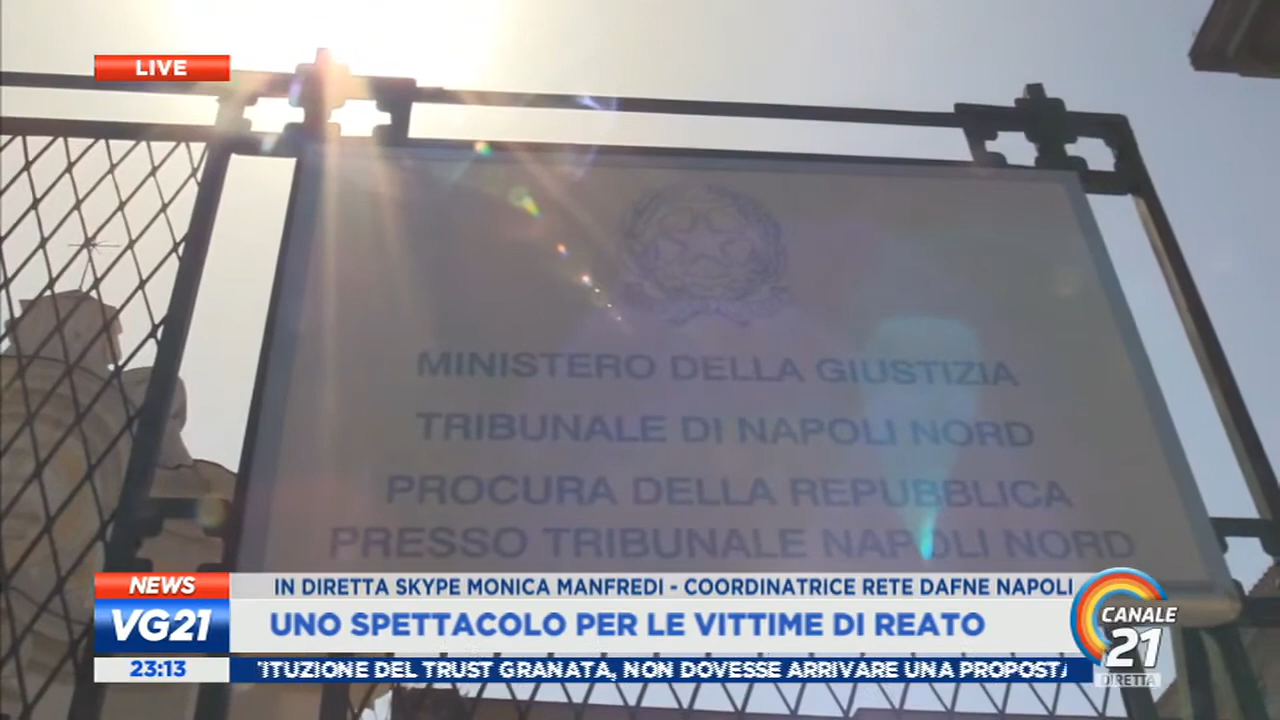 LIVE
MINISTERO DELLA GIUSTIZIA
TRIBUNALE DI NAPOLI NORD
PROCURA DELLA REPUBBLICA
PRESSO TRIBUNALE NAPOLI NORD
NEWS
IN DIRETTA SKYPE MONICA MANFREDI - COORDINATRICE RETE DAFNE NAPOLI
VG21
UNO SPETTACOLO PER LE VITTIME DI REATO
CANALE
21
DIRETTA
23:13
'ITUZIONE DEL TRUST GRANATA, NON DOVESSE ARRIVARE UNA PROPOSTA